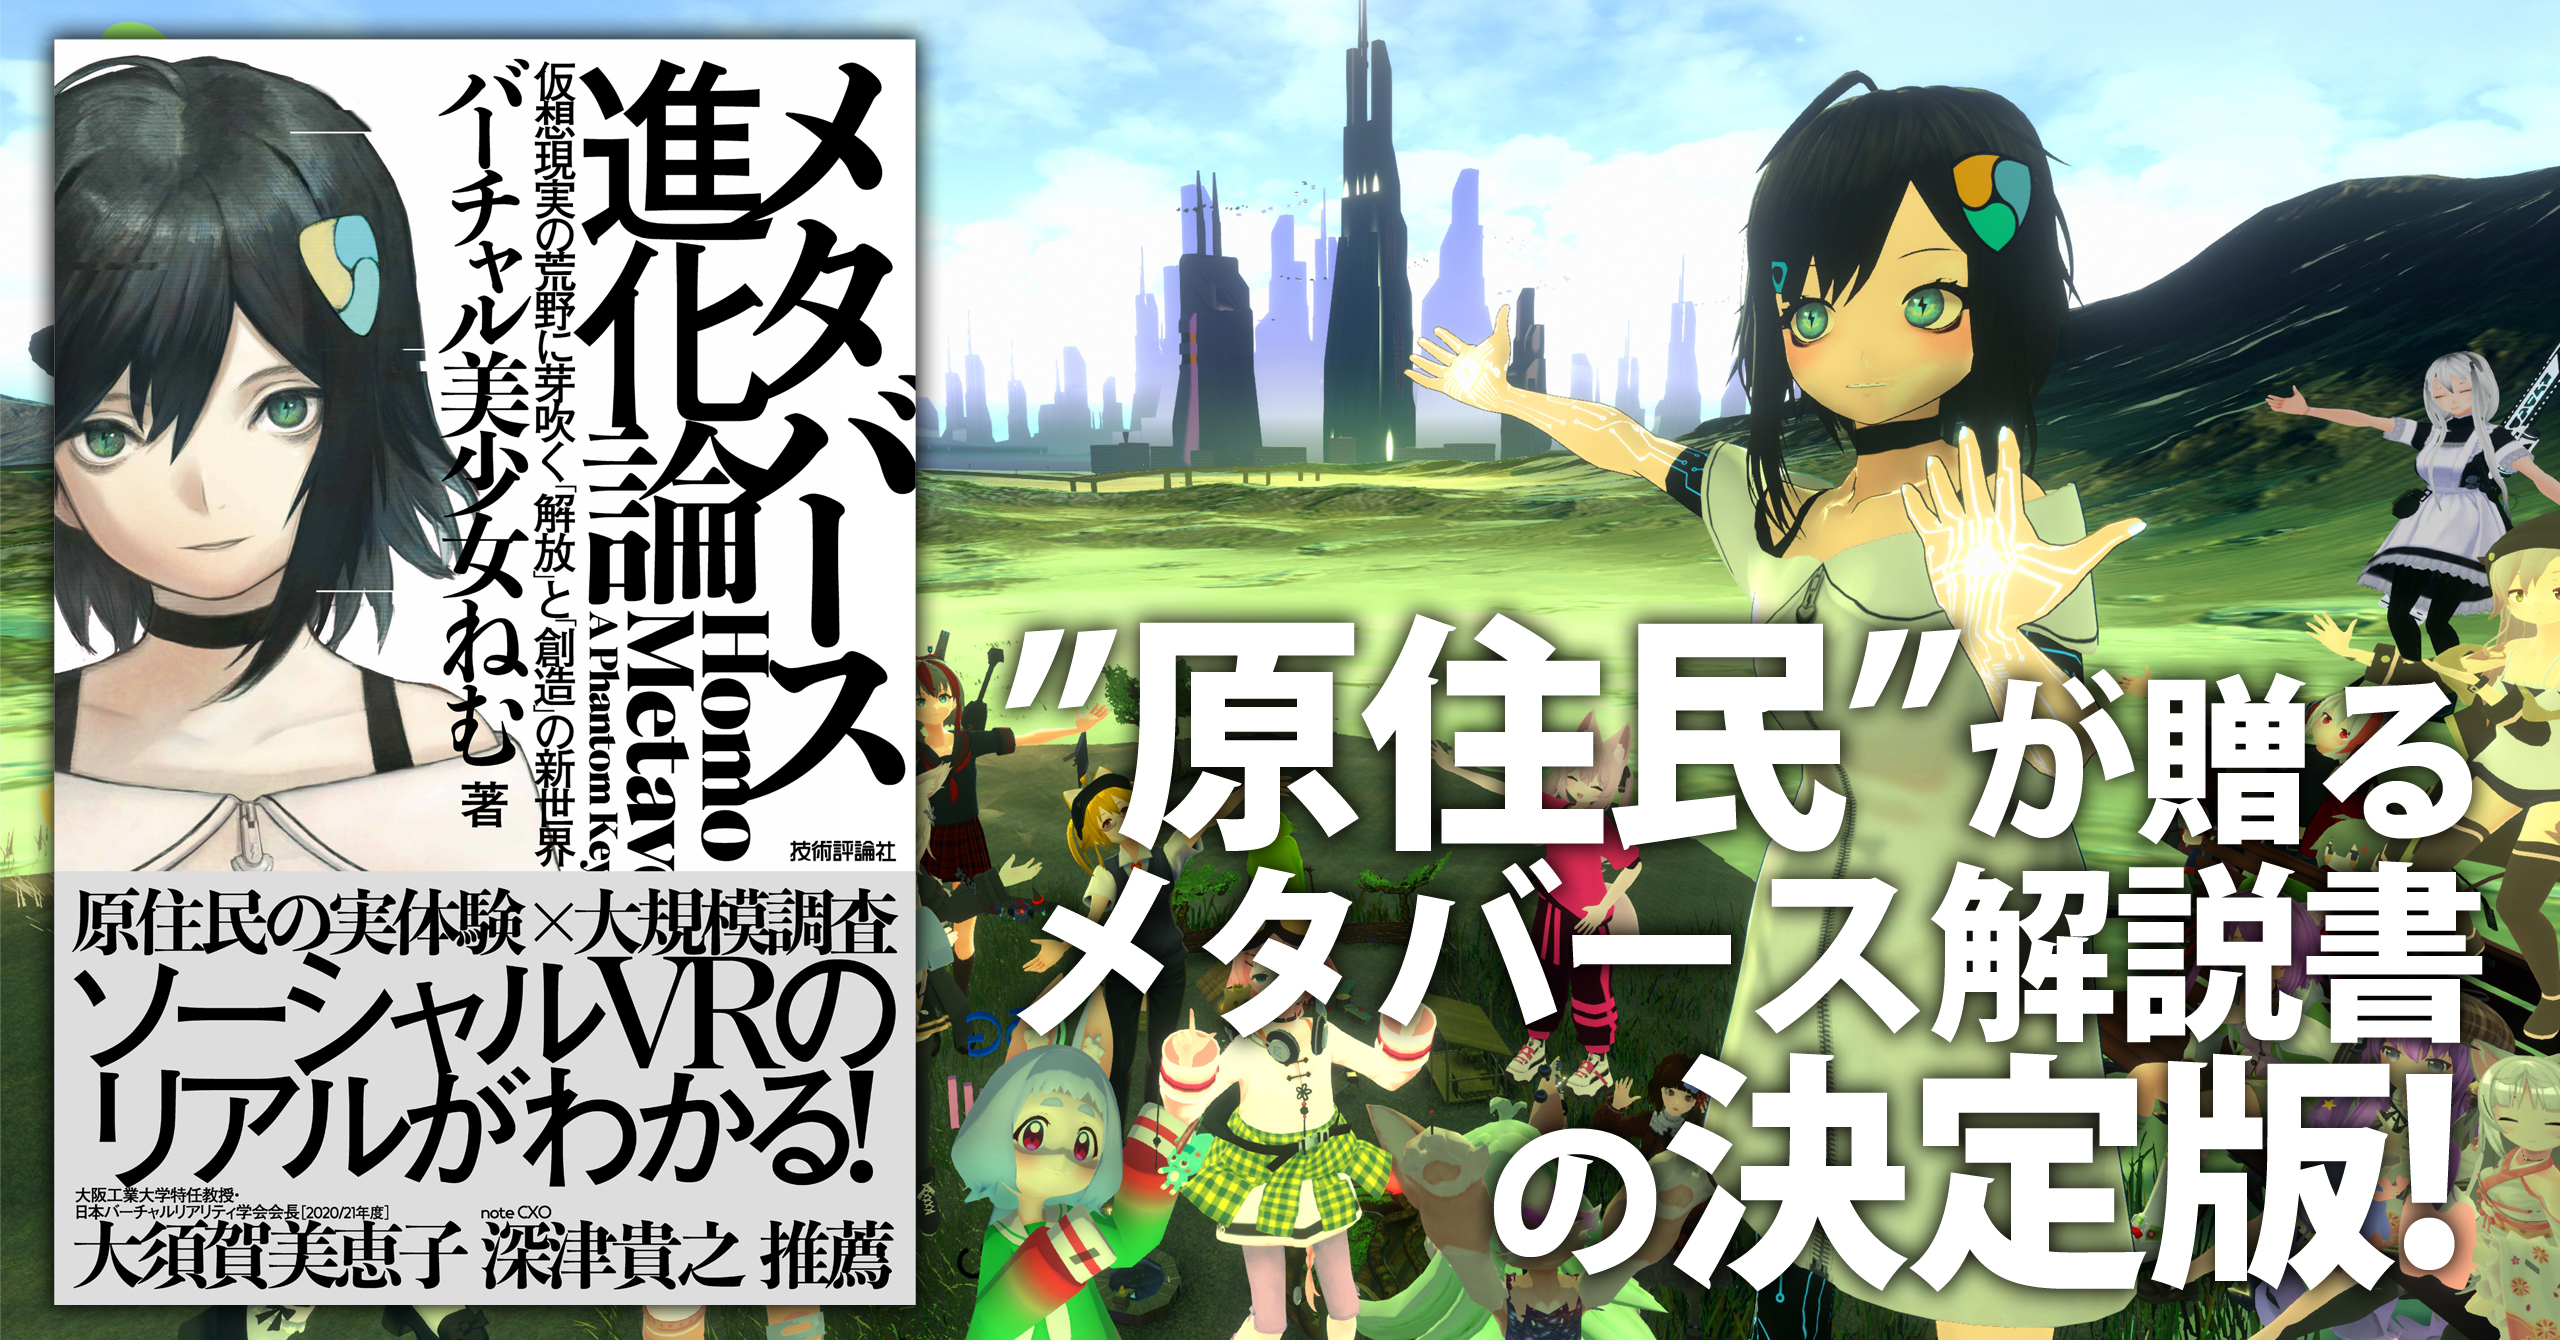 メタバース
進化論
Homo
Metave
A Phantom Key
仮想現実の荒野に芽吹く「解放」と「創造」の新世界
バーチャル美少女ねむ 著
技術評論社
原住民の実体験×大規模調査
ソーシャルVRの
リアルがわかる!
大阪工業大学特任教授・
日本バーチャルリアリティ学会会長[2020/21年度]
大須賀美恵子
note CXO
深津貴之 推薦
"原住民"が贈る
メタバース解説書
の決定版!